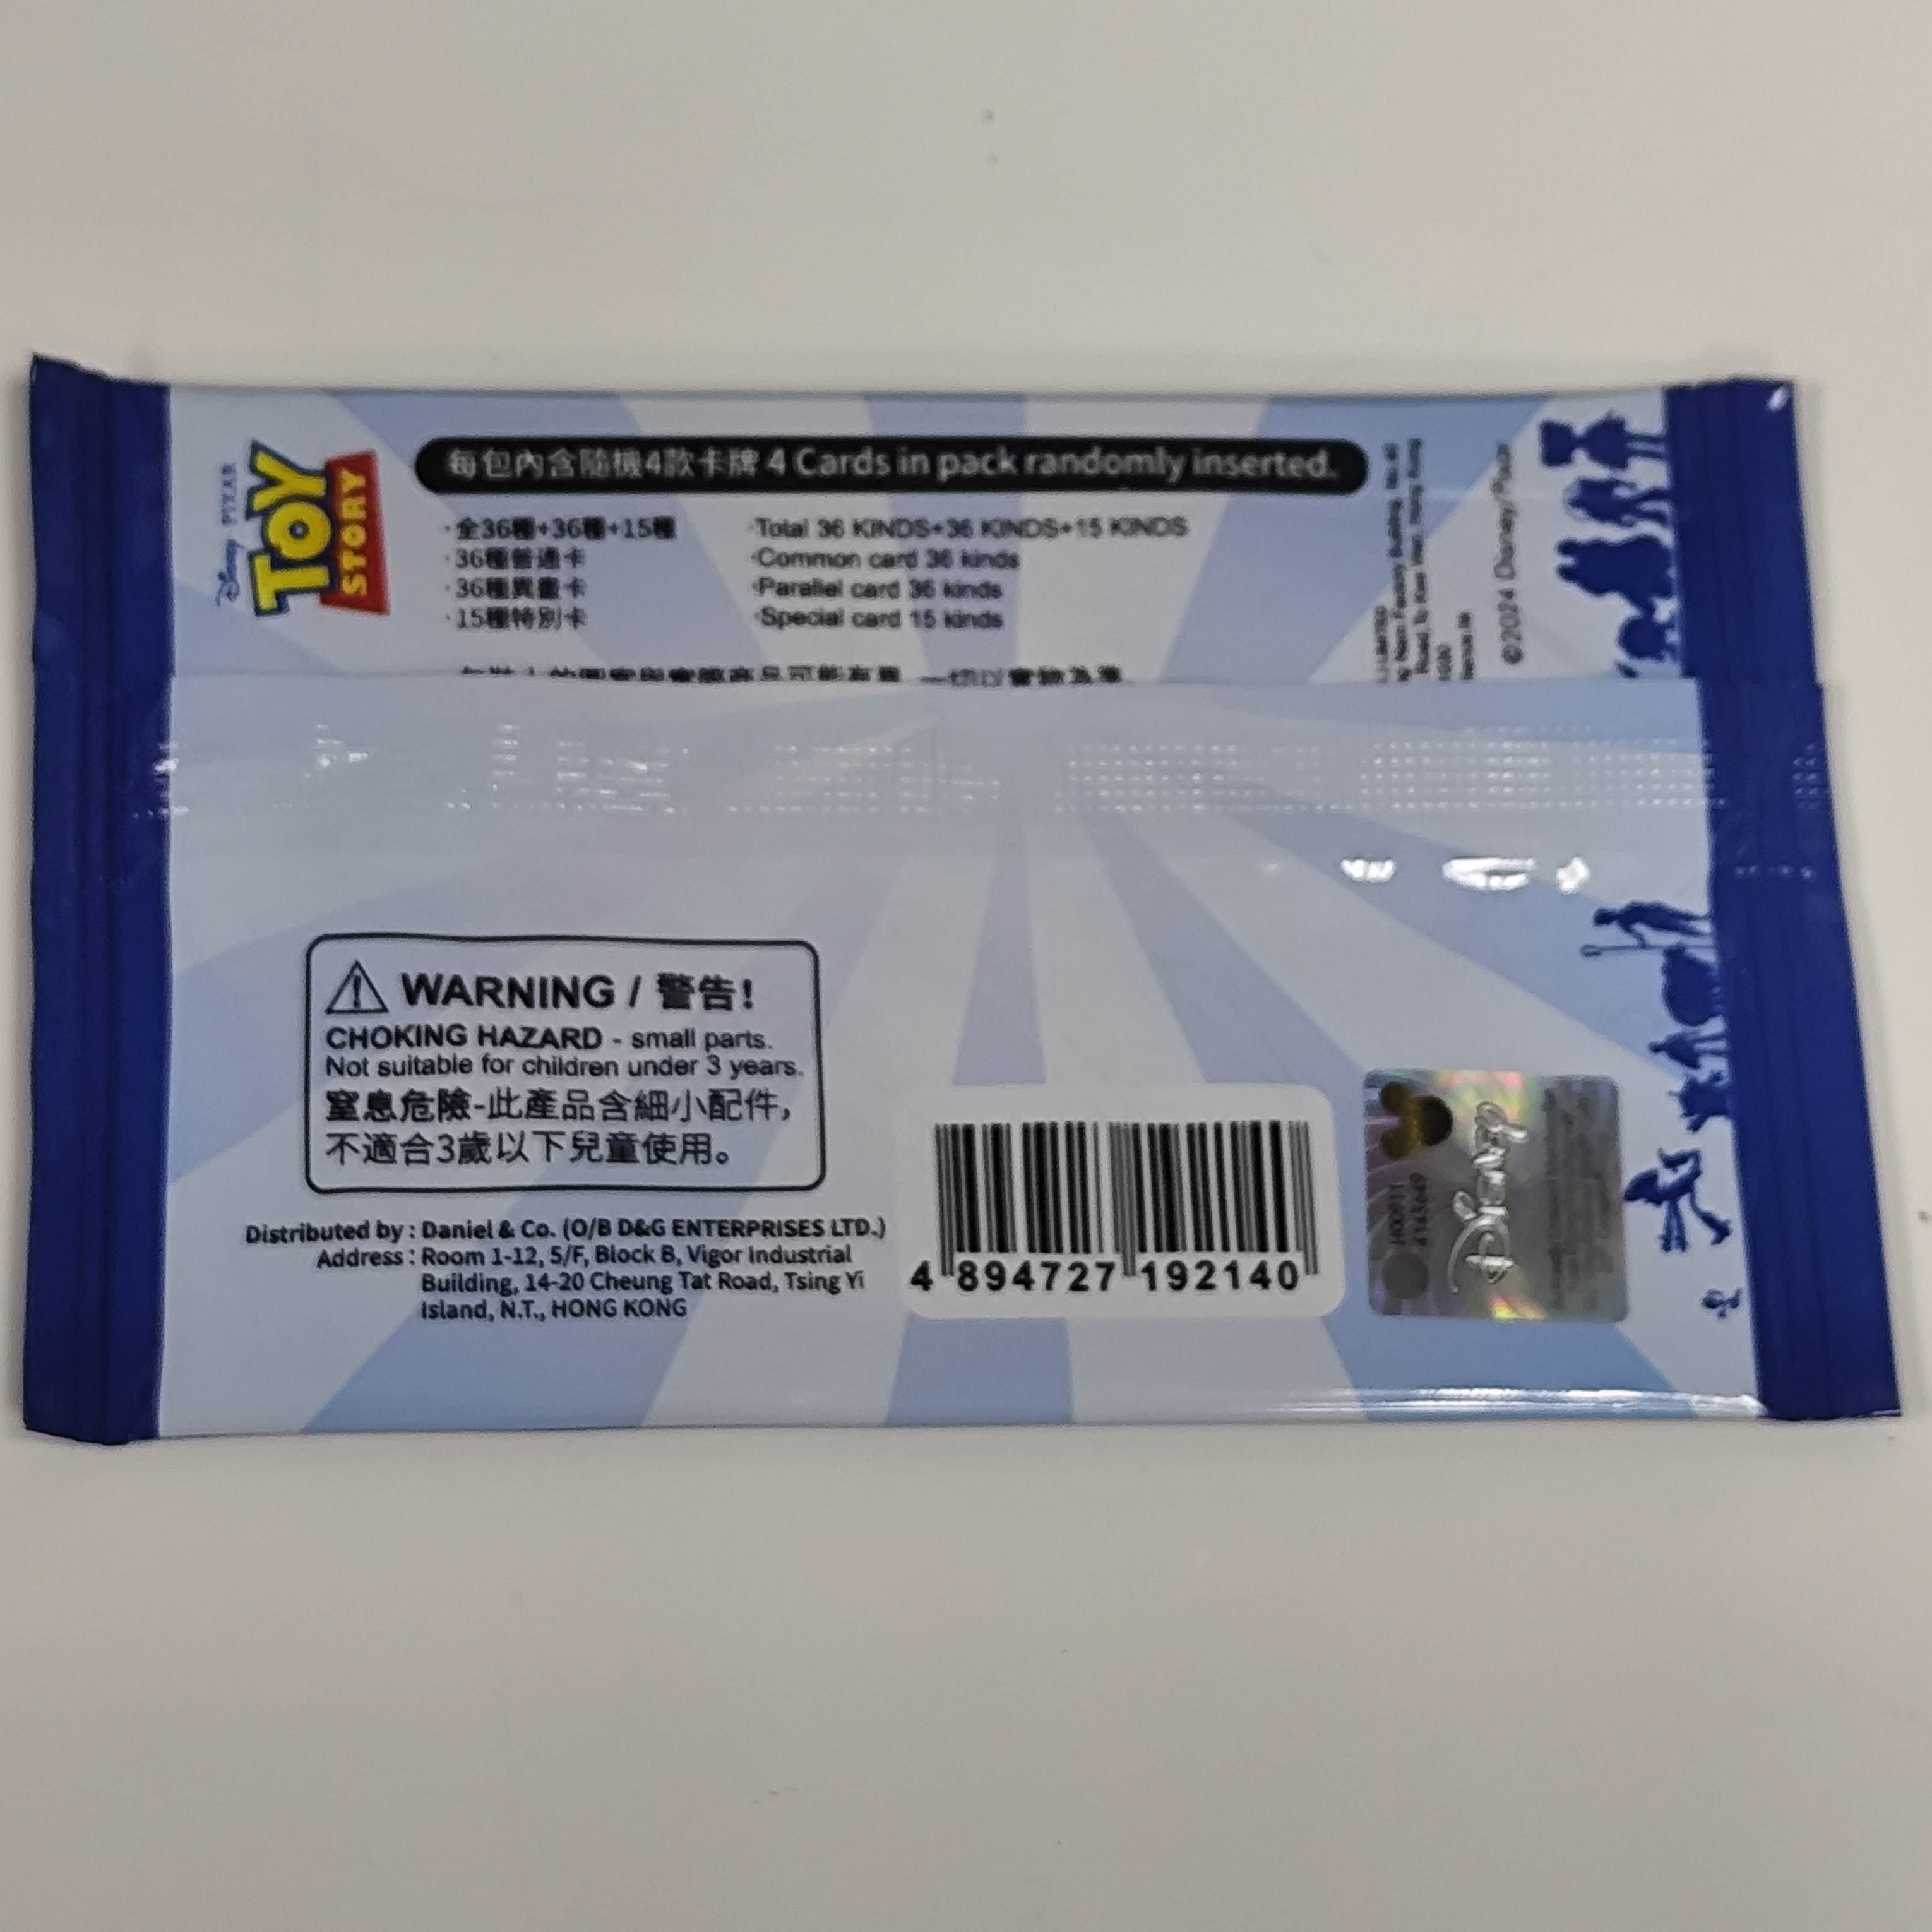 Disney PIXAR
TOY
STORY
每包內含隨機4款卡牌 4 Cards in pack randomly inserted.
·全36種+36種+15種
·36種普通卡
·36種異畫卡
·15種特別卡
·Total 36 KINDS+36 KINDS+15 KINDS
·Common card 36 kinds
·Parallel card 36 kinds
·Special card 15 kinds
©2024 Disney/Pixar
WARNING / 警告!
CHOKING HAZARD - small parts.
Not suitable for children under 3 years.
窒息危險-此產品含細小配件,
不適合3歲以下兒童使用。
Distributed by : Daniel & Co. (O/B D&G ENTERPRISES LTD.)
Address : Room 1-12, 5/F, Block B, Vigor Industrial
Building, 14-20 Cheung Tat Road, Tsing Yi
Island, N.T., HONG KONG
4 894727 192140
Disney